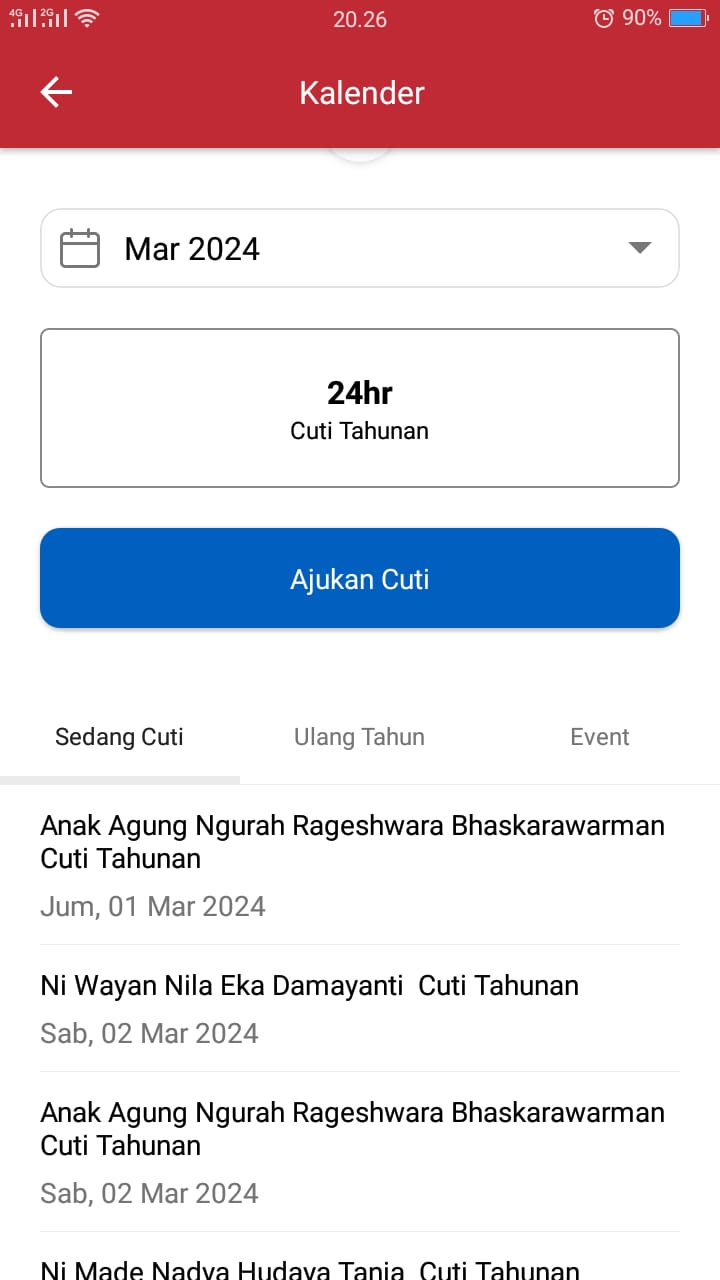 4G 2G 20.26 90%
Kalender
Mar 2024
24hr
Cuti Tahunan
Ajukan Cuti
Sedang Cuti Ulang Tahun Event
Anak Agung Ngurah Rageshwara Bhaskarawarman
Cuti Tahunan
Jum, 01 Mar 2024
Ni Wayan Nila Eka Damayanti  Cuti Tahunan
Sab, 02 Mar 2024
Anak Agung Ngurah Rageshwara Bhaskarawarman
Cuti Tahunan
Sab, 02 Mar 2024
Ni Made Nadya Hudaya Tania  Cuti Tahunan